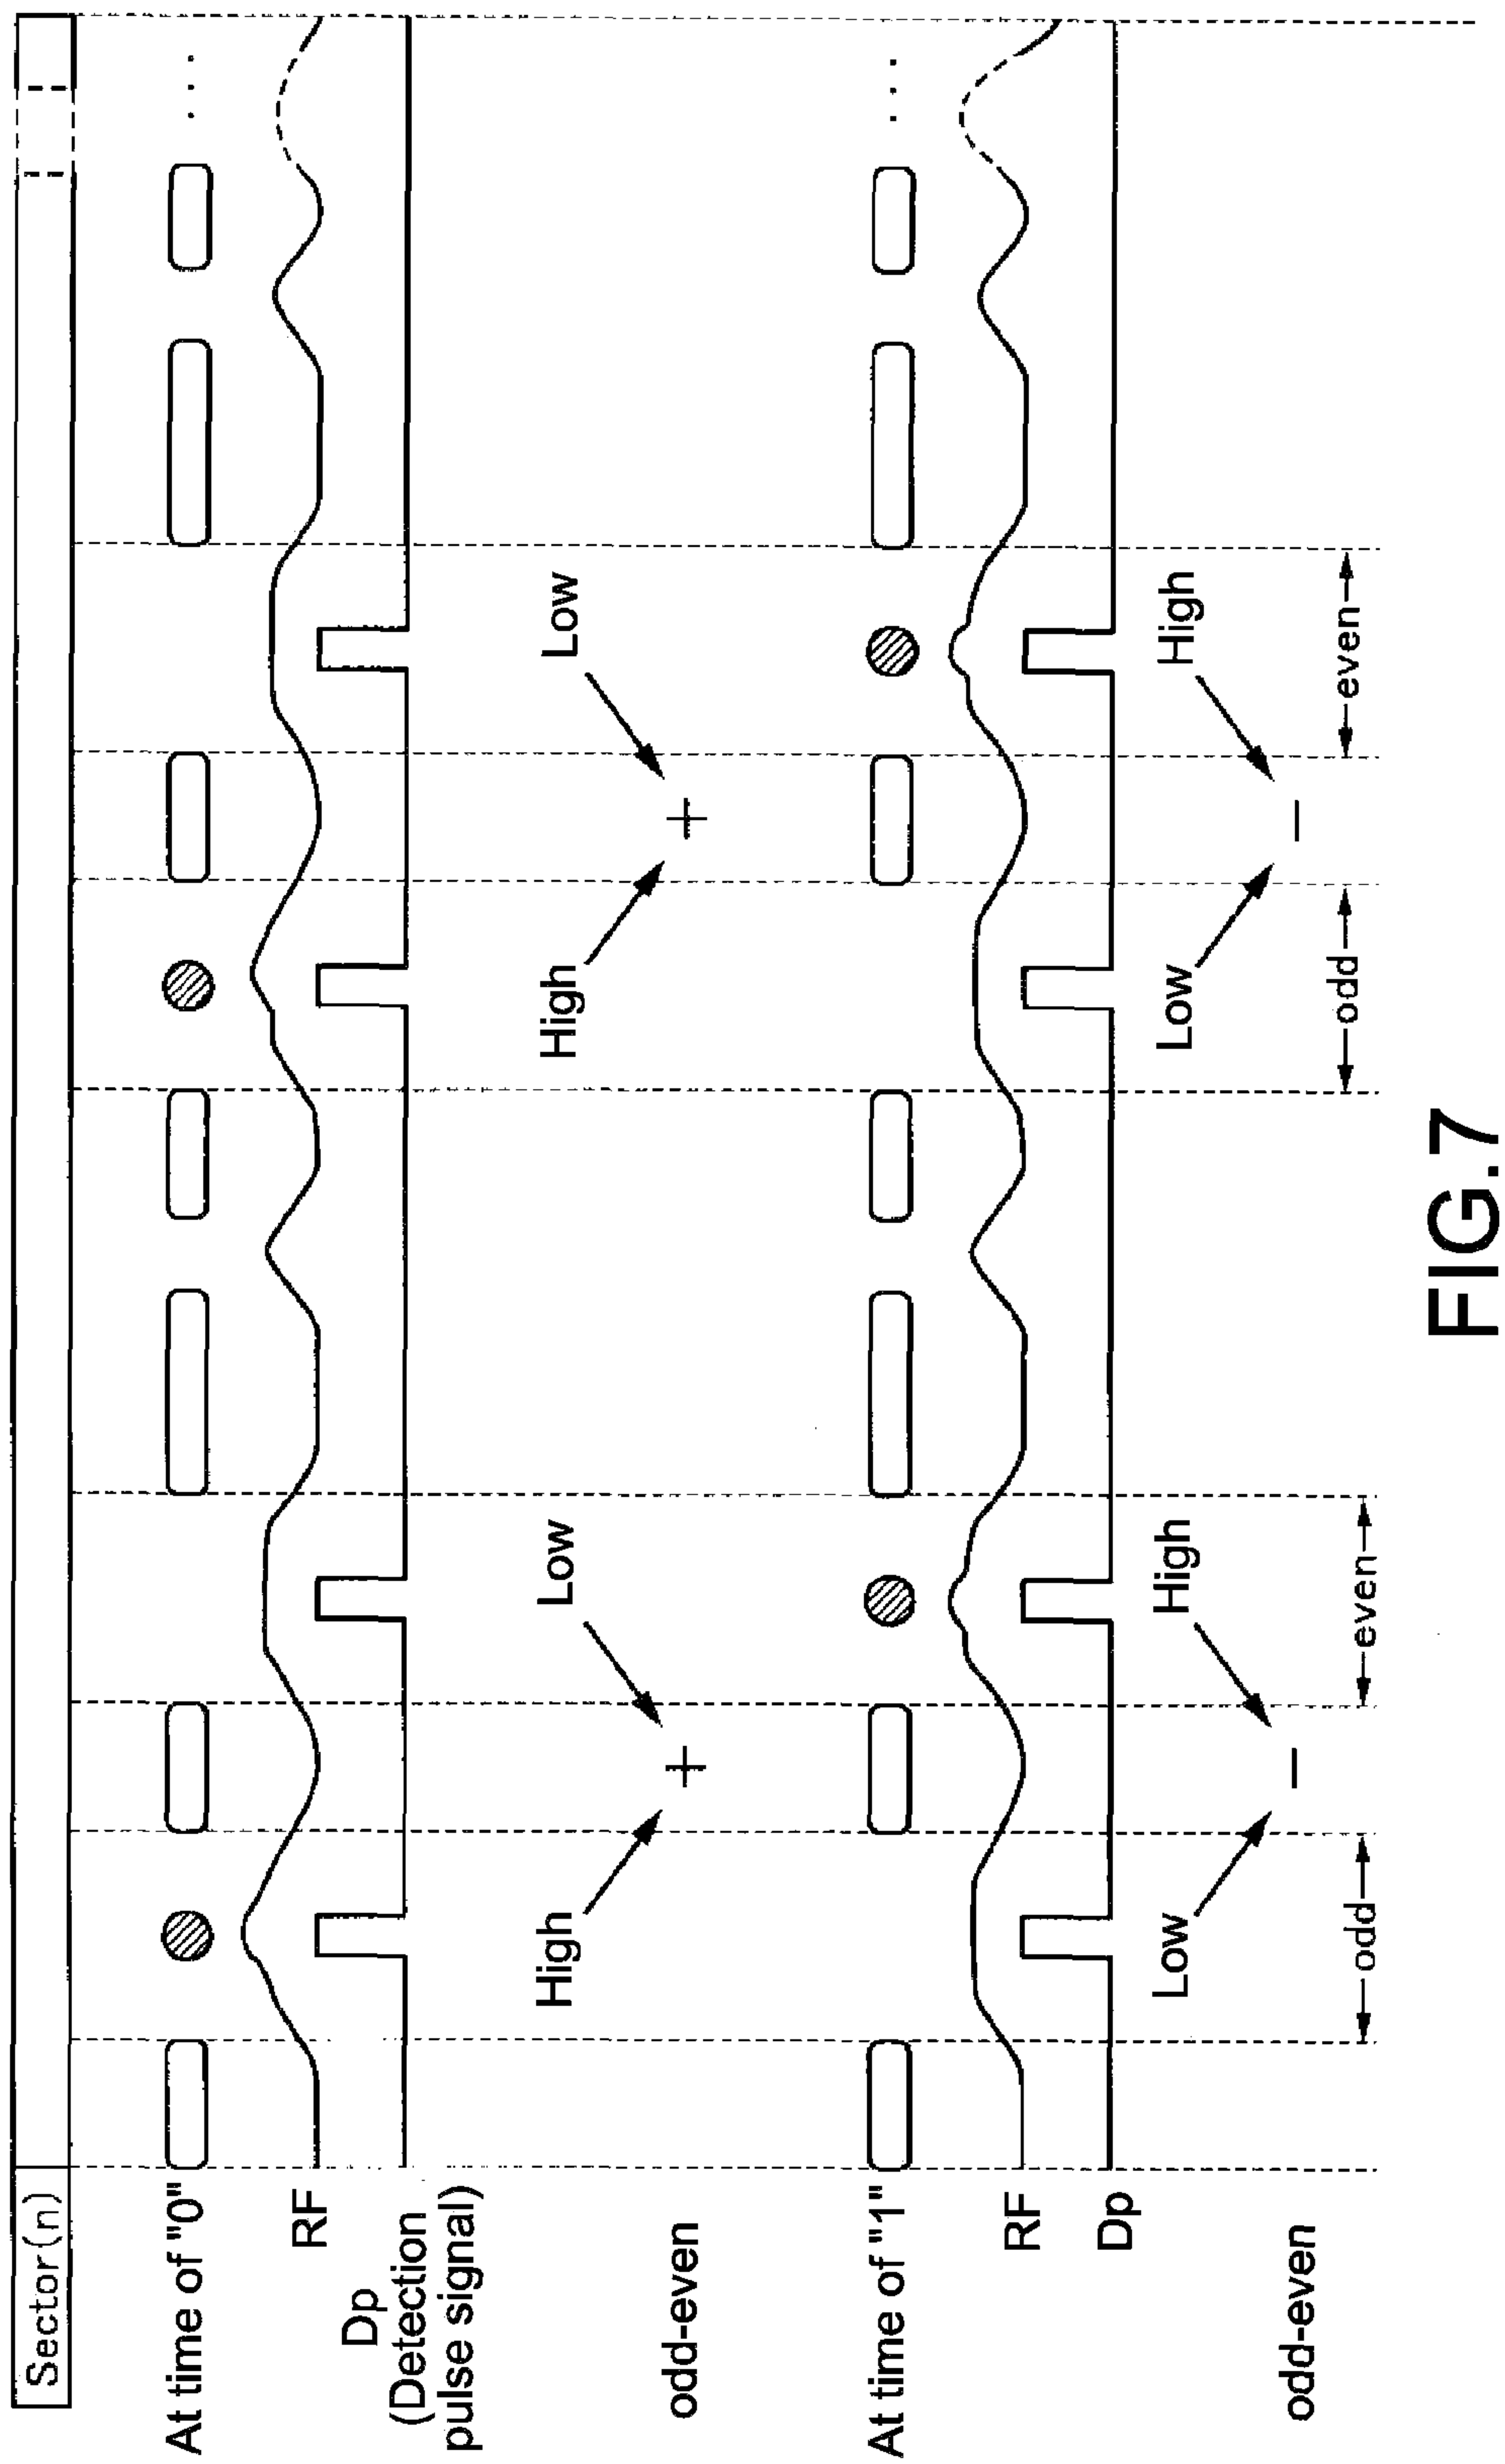 Sector(n)
At time of "0"
RF
Dp
(Detection
pulse signal)
High Low High Low
odd-even + +
At time of "1"
RF
Dp
Low High Low High
odd-even − −
odd even odd even
FIG.7